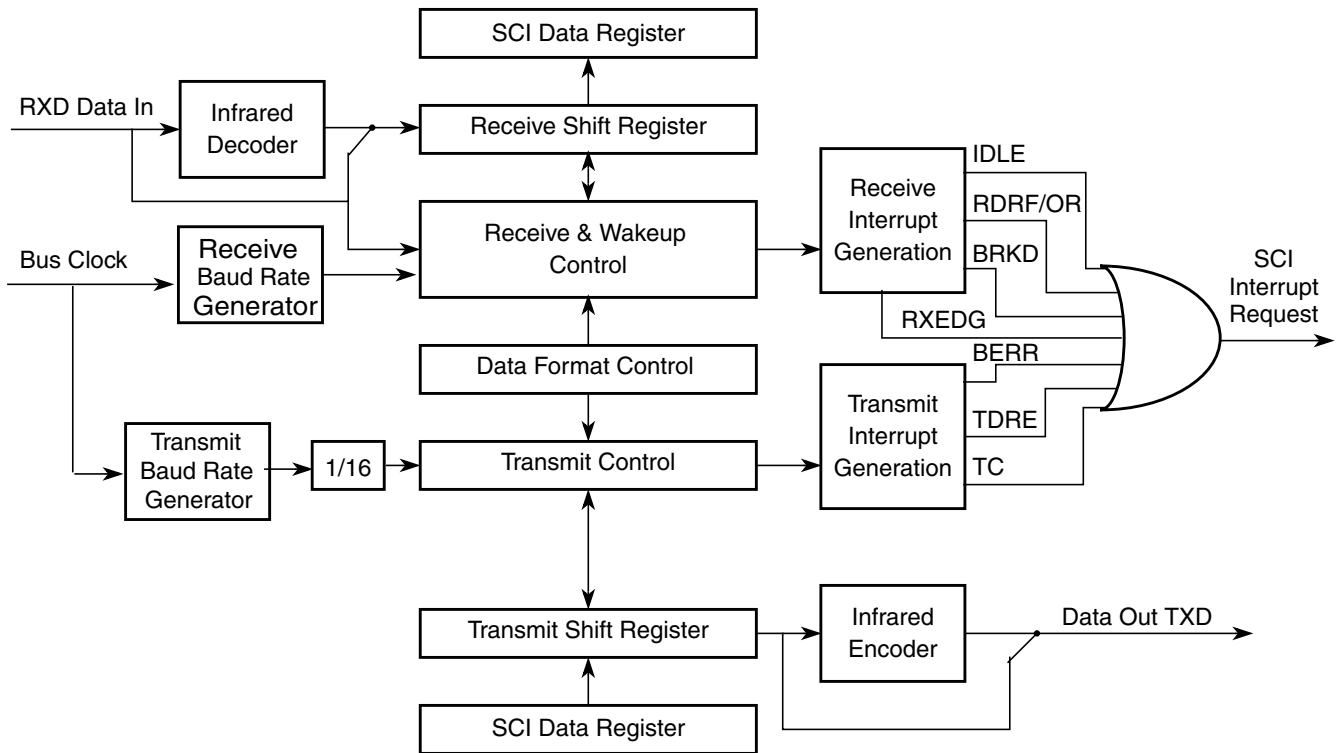 SCI Data Register
RXD Data In
Infrared
Decoder
Receive Shift Register
IDLE
Receive
Interrupt
Generation
RDRF/OR
BRKD
RXEDG
Receive & Wakeup
Control
Bus Clock
Receive
Baud Rate
Generator
SCI
Interrupt
Request
Data Format Control
BERR
Transmit
Interrupt
Generation
TDRE
TC
Transmit
Baud Rate
Generator
1/16
Transmit Control
Transmit Shift Register
Infrared
Encoder
Data Out TXD
SCI Data Register